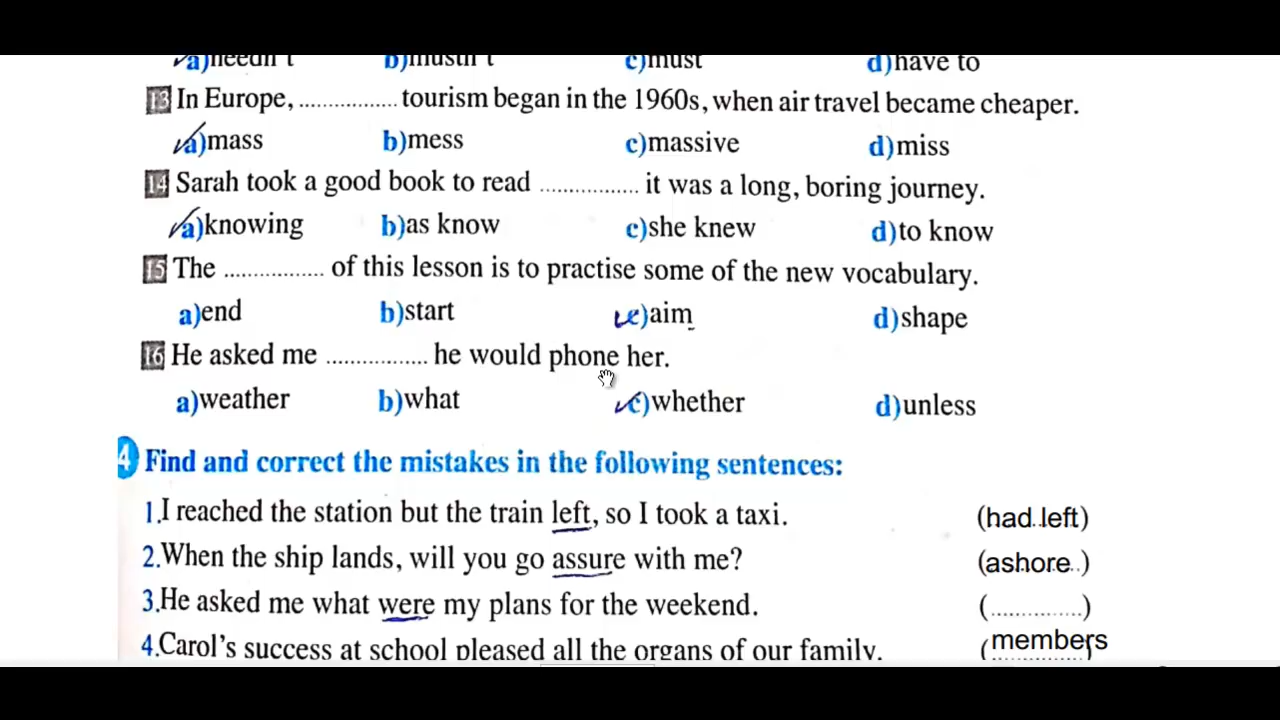 a)needn't b)mustn't c)must d)have to
13 In Europe, ................ tourism began in the 1960s, when air travel became cheaper.
a)mass b)mess c)massive d)miss
14 Sarah took a good book to read ................ it was a long, boring journey.
a)knowing b)as know c)she knew d)to know
15 The ................ of this lesson is to practise some of the new vocabulary.
a)end b)start c)aim d)shape
16 He asked me ................ he would phone her.
a)weather b)what c)whether d)unless
4 Find and correct the mistakes in the following sentences:
1.I reached the station but the train left, so I took a taxi. (had left)
2.When the ship lands, will you go assure with me? (ashore)
3.He asked me what were my plans for the weekend. (...............)
4.Carol's success at school pleased all the organs of our family. (members)